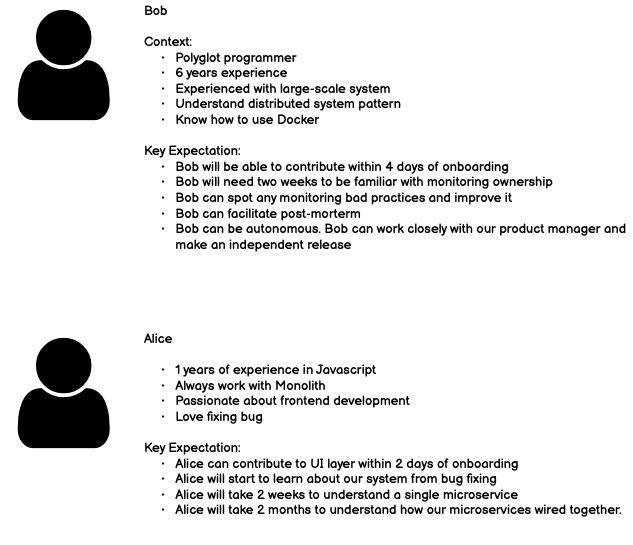 Bob
Context:
· Polyglot programmer
· 6 years experience
· Experienced with large-scale system
· Understand distributed system pattern
· Know how to use Docker
Key Expectation:
· Bob will be able to contribute within 4 days of onboarding
· Bob will need two weeks to be familiar with monitoring ownership
· Bob can spot any monitoring bad practices and improve it
· Bob can facilitate post-morterm
· Bob can be autonomous. Bob can work closely with our product manager and
make an independent release
Alice
· 1 years of experience in Javascript
· Always work with Monolith
· Passionate about frontend development
· Love fixing bug
Key Expectation:
· Alice can contribute to UI layer within 2 days of onboarding
· Alice will start to learn about our system from bug fixing
· Alice will take 2 weeks to understand a single microservice
· Alice will take 2 months to understand how our microservices wired together.